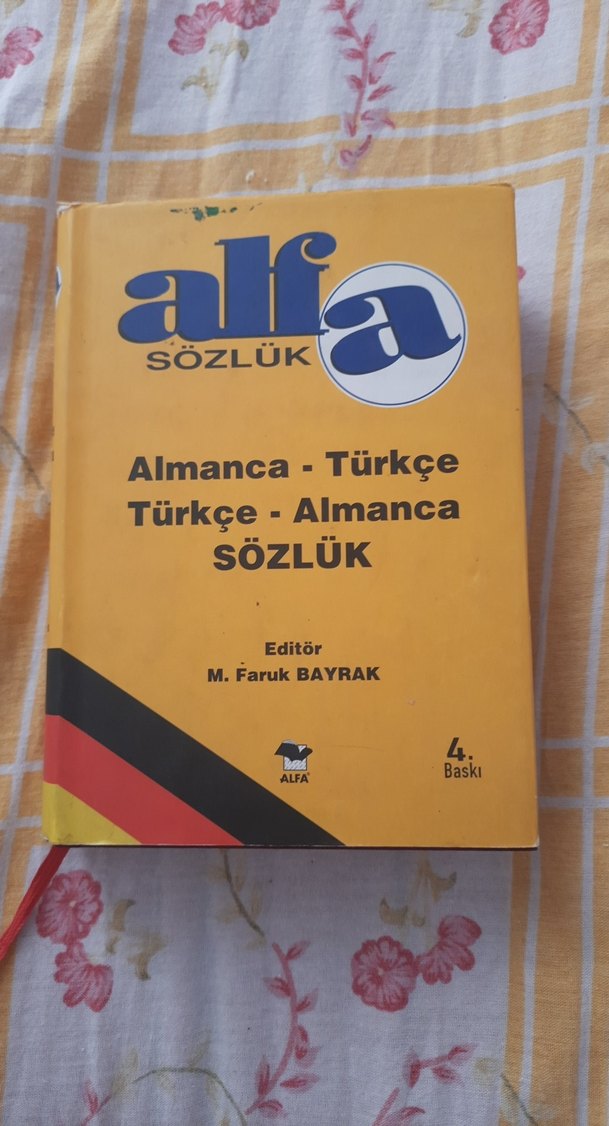 alfa
SÖZLÜK
Almanca - Türkçe
Türkçe - Almanca
SÖZLÜK
Editör
M. Faruk BAYRAK
ALFA
4.
Baskı